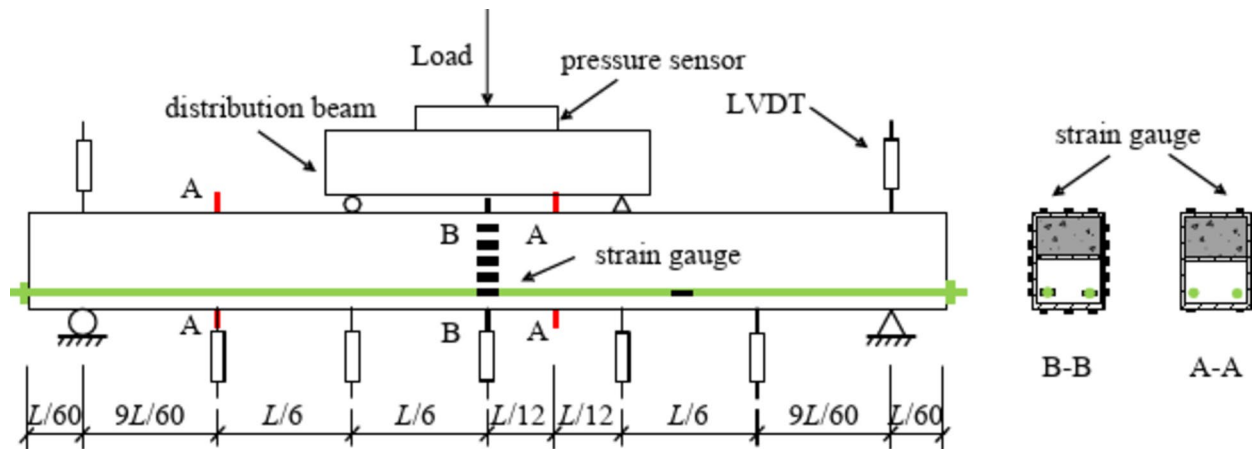 Load
pressure sensor
distribution beam
LVDT
strain gauge
A
B
A
strain gauge
A
B
A
B-B
A-A
L/60
9L/60
L/6
L/6
L/12
L/12
L/6
9L/60
L/60